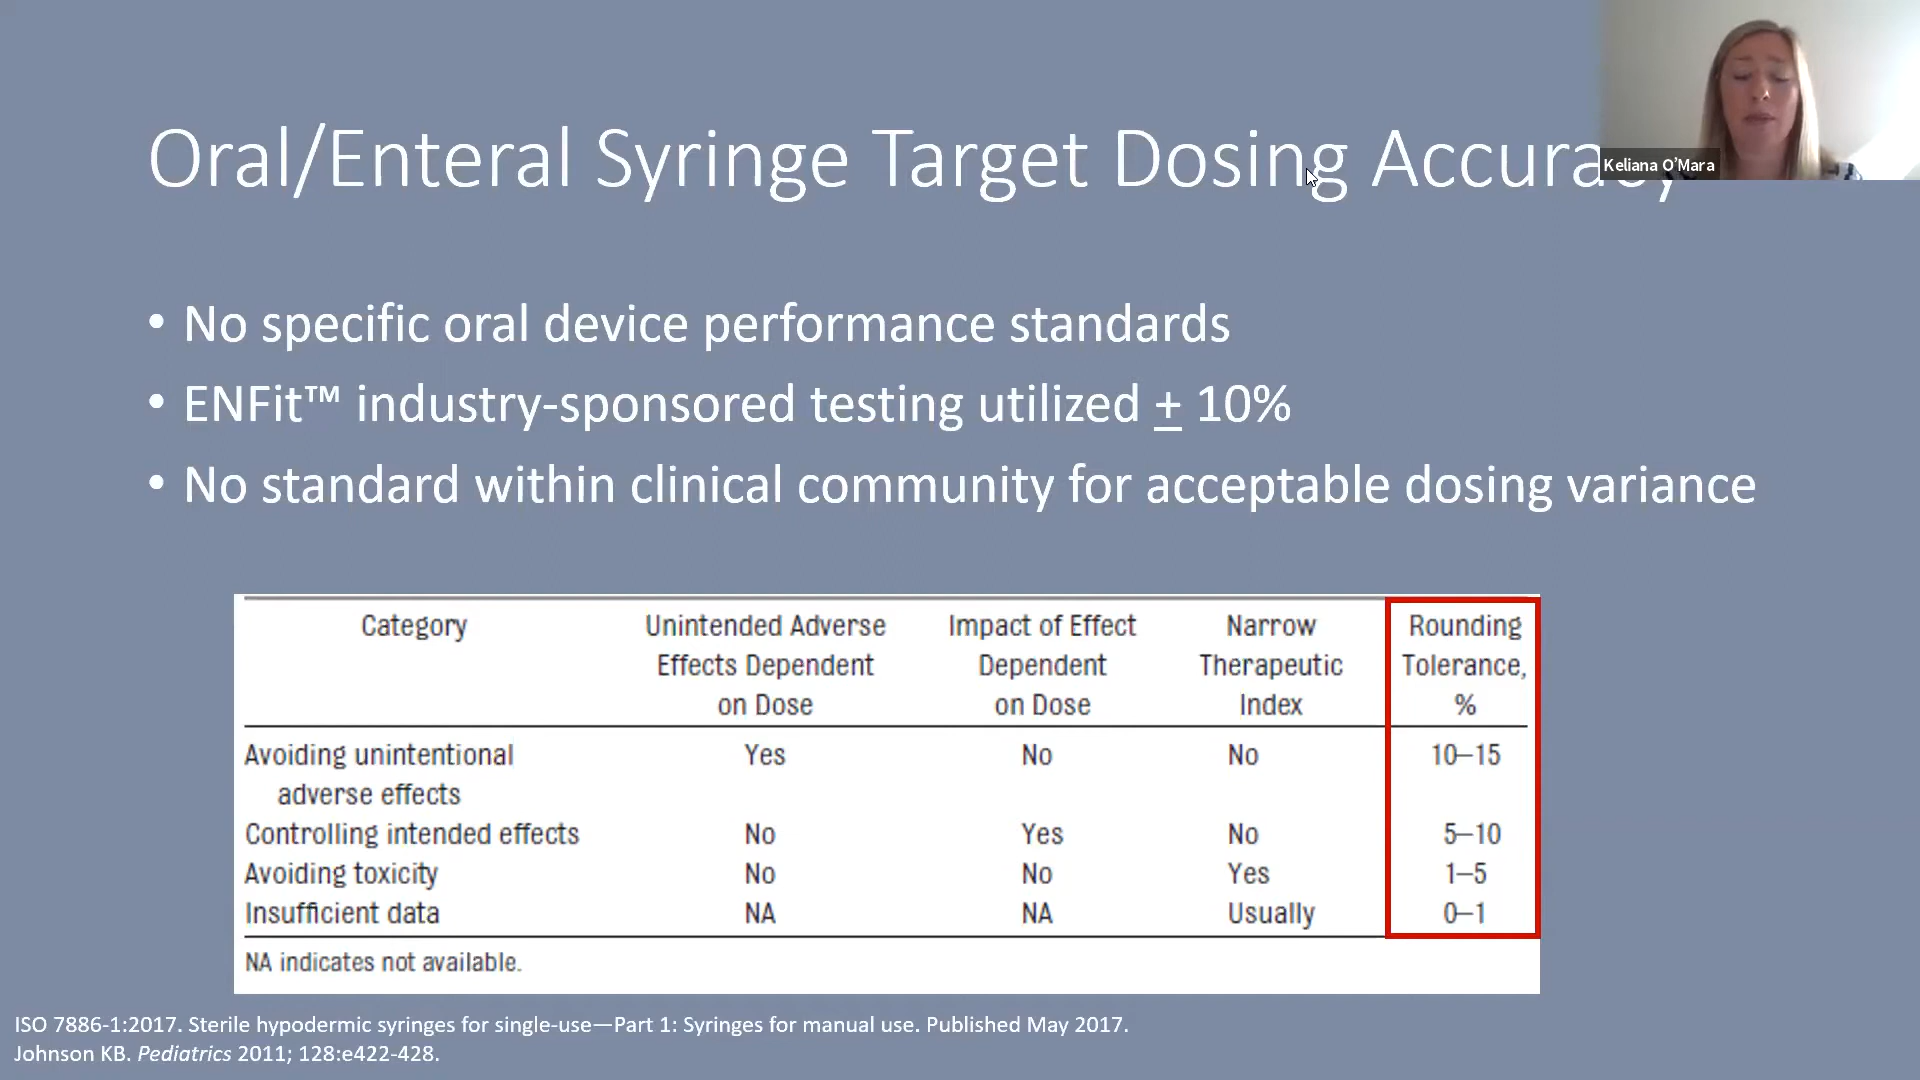 Oral/Enteral Syringe Target Dosing Accuracy
Keliana O’Mara
• No specific oral device performance standards
• ENFit™ industry-sponsored testing utilized ± 10%
• No standard within clinical community for acceptable dosing variance
Category Unintended Adverse Effects Dependent on Dose Impact of Effect Dependent on Dose Narrow Therapeutic Index Rounding Tolerance, %
Avoiding unintentional adverse effects Yes No No 10–15
Controlling intended effects No Yes No 5–10
Avoiding toxicity No No Yes 1–5
Insufficient data NA NA Usually 0–1
NA indicates not available.
ISO 7886-1:2017. Sterile hypodermic syringes for single-use—Part 1: Syringes for manual use. Published May 2017.
Johnson KB. Pediatrics 2011; 128:e422-428.